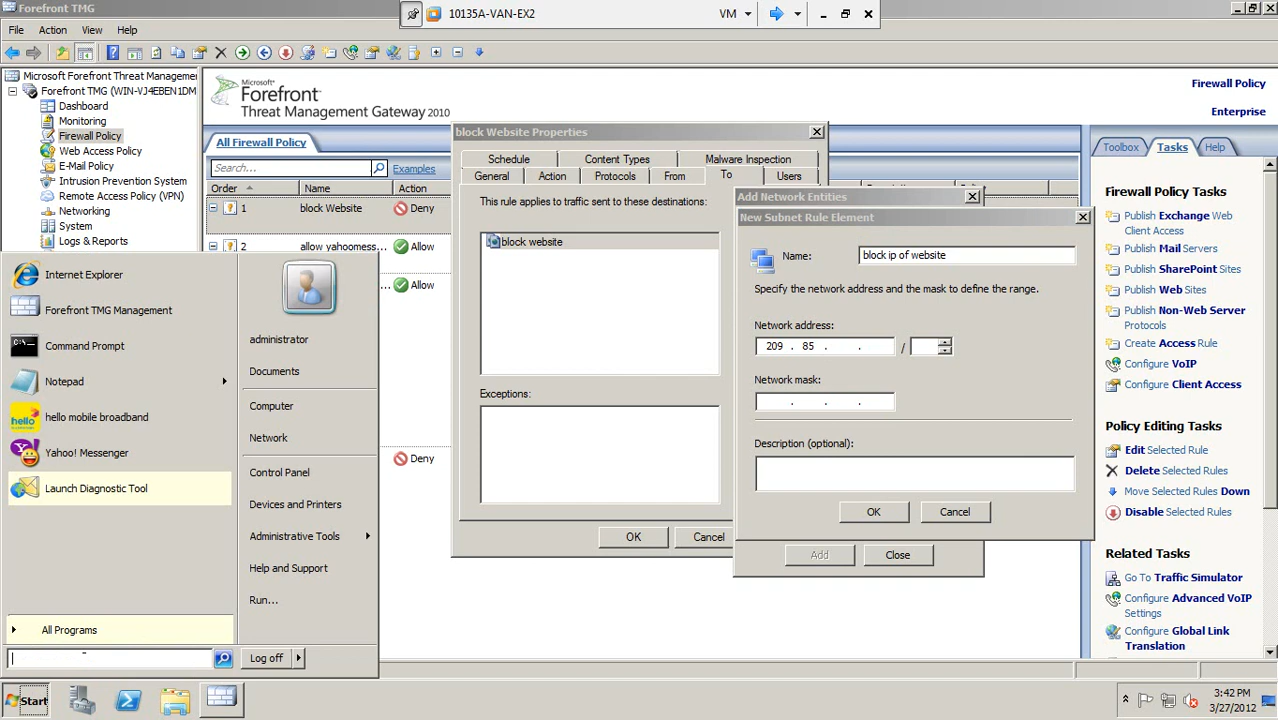 Forefront TMG
10135A-VAN-EX2
VM
File
Action
View
Help
Microsoft Forefront Threat Manageme
Forefront TMG (WIN-VJ4EBEN1DM
Dashboard
Monitoring
Firewall Policy
Web Access Policy
E-Mail Policy
Intrusion Prevention System
Remote Access Policy (VPN)
Networking
System
Logs & Reports
Microsoft®
Forefront™
Threat Management Gateway 2010
Firewall Policy
Enterprise
All Firewall Policy
Search...
Examples
Order
Name
Action
1
block Website
Deny
2
allow yahoomess...
Allow
...
Allow
Deny
block Website Properties
Schedule
Content Types
Malware Inspection
General
Action
Protocols
From
To
Users
This rule applies to traffic sent to these destinations:
block website
Exceptions:
OK
Cancel
Add Network Entities
New Subnet Rule Element
Name:
block ip of website
Specify the network address and the mask to define the range.
Network address:
209 . 85 . .
/
Network mask:
. . .
Description (optional):
OK
Cancel
Add
Close
Toolbox
Tasks
Help
Firewall Policy Tasks
Publish Exchange Web
Client Access
Publish Mail Servers
Publish SharePoint Sites
Publish Web Sites
Publish Non-Web Server
Protocols
Create Access Rule
Configure VoIP
Configure Client Access
Policy Editing Tasks
Edit Selected Rule
Delete Selected Rules
Move Selected Rules Down
Disable Selected Rules
Related Tasks
Go To Traffic Simulator
Configure Advanced VoIP
Settings
Configure Global Link
Translation
Internet Explorer
Forefront TMG Management
Command Prompt
Notepad
hello
hello mobile broadband
Yahoo! Messenger
Launch Diagnostic Tool
All Programs
administrator
Documents
Computer
Network
Control Panel
Devices and Printers
Administrative Tools
Help and Support
Run...
Log off
Start
3:42 PM
3/27/2012